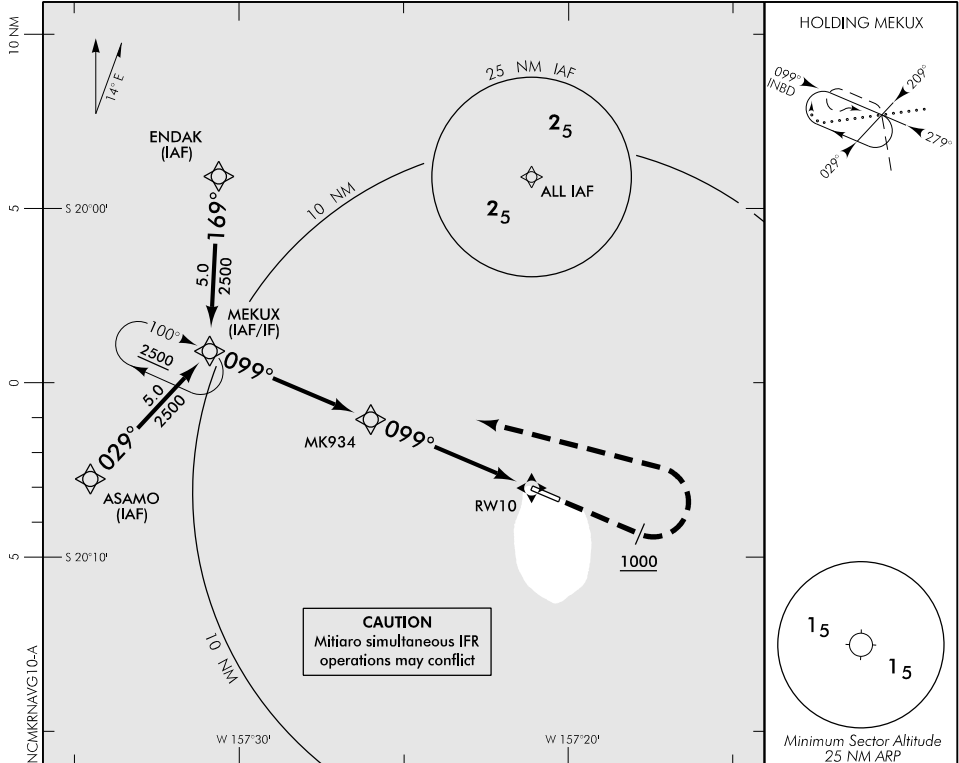 10 NM
14° E
ENDAK
(IAF)
169°
5.0
2500
5
S 20°00'
10 NM
25 NM IAF
25
ALL IAF
25
MEKUX
(IAF/IF)
100°
2500
099°
0
5.0
2500
029°
MK934
099°
ASAMO
(IAF)
RW10
1000
5
S 20°10'
CAUTION
Mitiaro simultaneous IFR
operations may conflict
10 NM
W 157°30'
W 157°20'
NCMKRNAVG10-A
HOLDING MEKUX
099°
INBD
209°
279°
029°
15
15
Minimum Sector Altitude
25 NM ARP